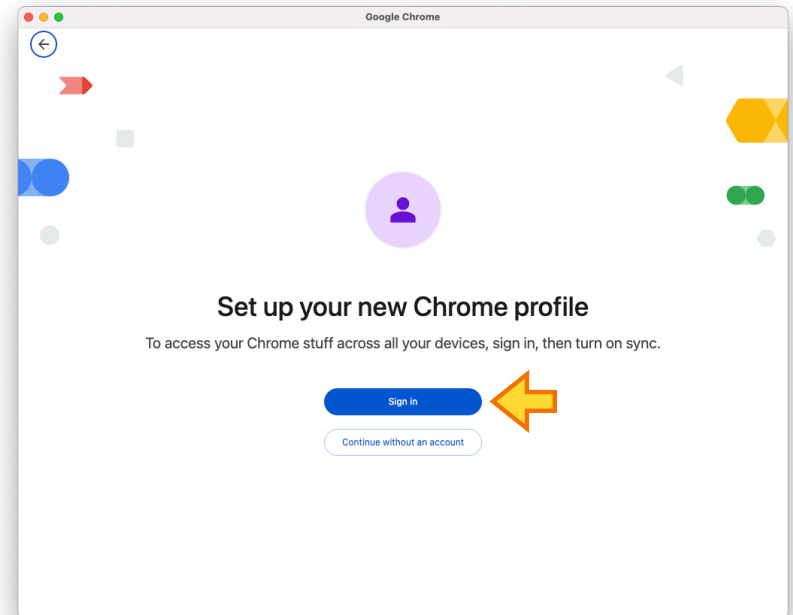 Google Chrome
Set up your new Chrome profile
To access your Chrome stuff across all your devices, sign in, then turn on sync.
Sign in
Continue without an account